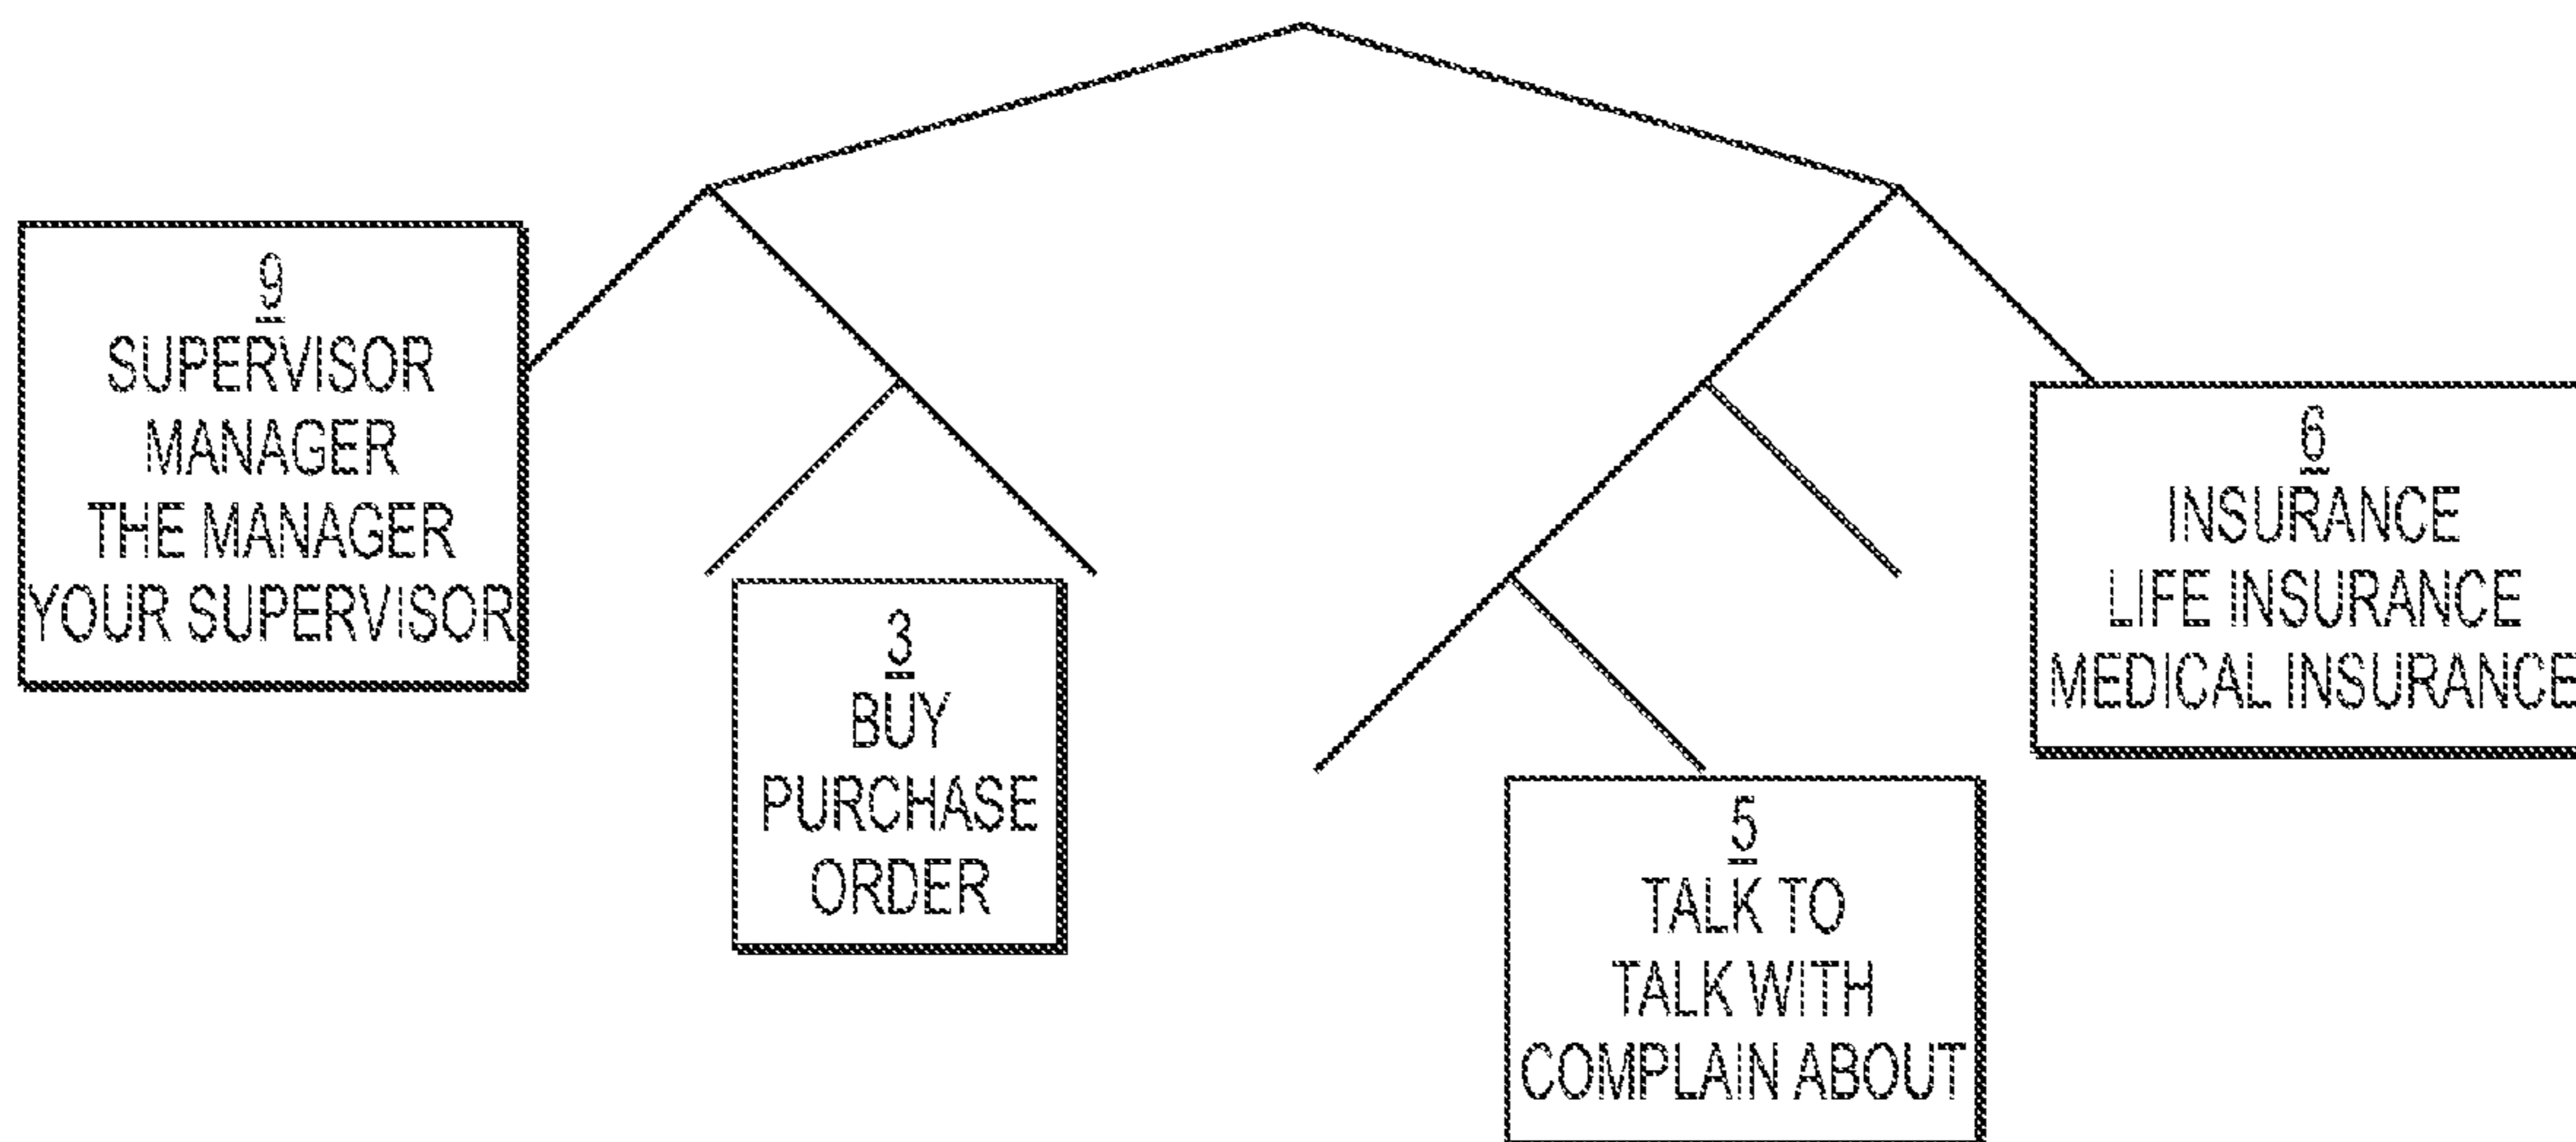 9
SUPERVISOR
MANAGER
THE MANAGER
YOUR SUPERVISOR
3
BUY
PURCHASE
ORDER
5
TALK TO
TALK WITH
COMPLAIN ABOUT
6
INSURANCE
LIFE INSURANCE
MEDICAL INSURANCE